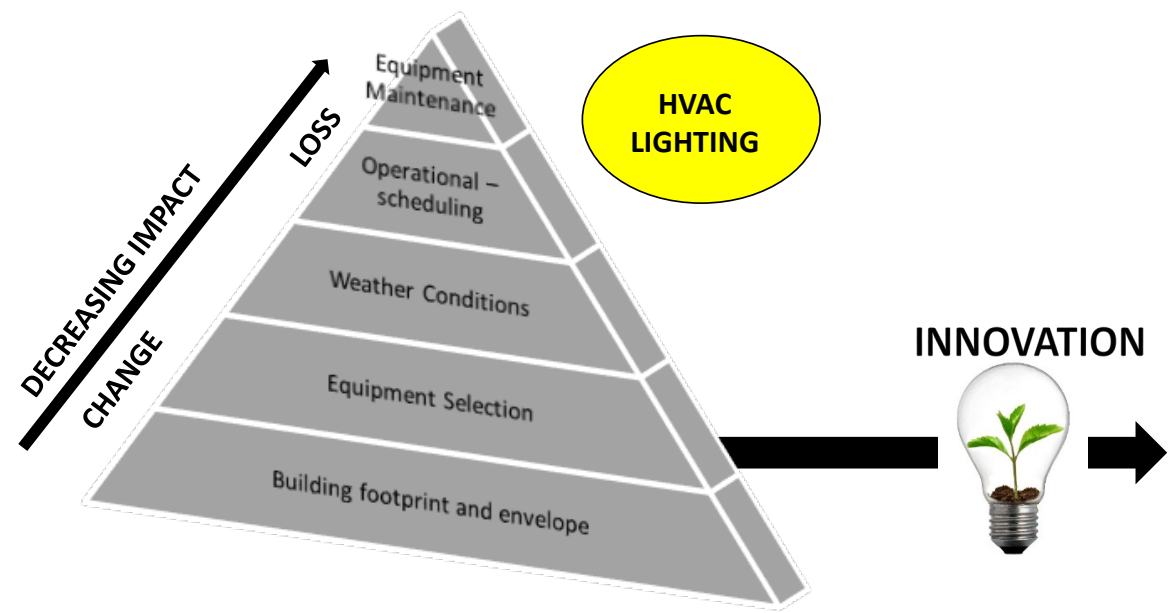 Equipment
Maintenance
HVAC
LIGHTING
LOSS
Operational –
scheduling
DECREASING IMPACT
Weather Conditions
CHANGE
INNOVATION
Equipment Selection
Building footprint and envelope